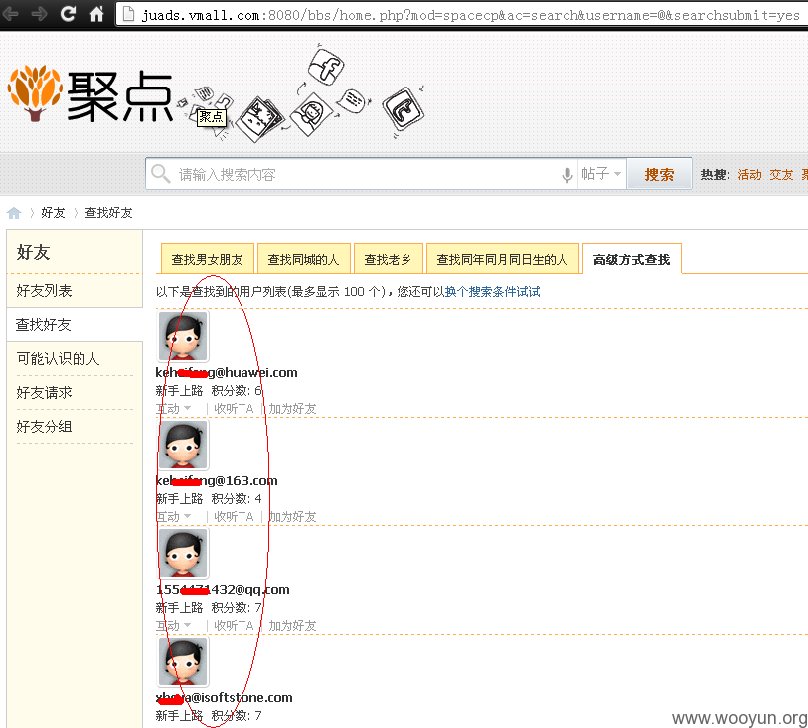 juads.vmall.com:8080/bbs/home.php?mod=spacecp&ac=search&username=@&searchsubmit=yes
聚点
聚点
请输入搜索内容 帖子 搜索 热搜: 活动 交友
好友 查找好友
好友
好友列表
查找好友
可能认识的人
好友请求
好友分组
查找男女朋友 查找同城的人 查找老乡 查找同年同月同日生的人 高级方式查找
以下是查找到的用户列表(最多显示 100 个)，您还可以换个搜索条件试试
ng@huawei.com
新手上路 积分数: 6
互动 收听TA 加为好友
ng@163.com
新手上路 积分数: 4
互动 收听TA 加为好友
1432@qq.com
新手上路 积分数: 7
互动 收听TA 加为好友
@isoftstone.com
新手上路 积分数: 7
www.wooyun.org